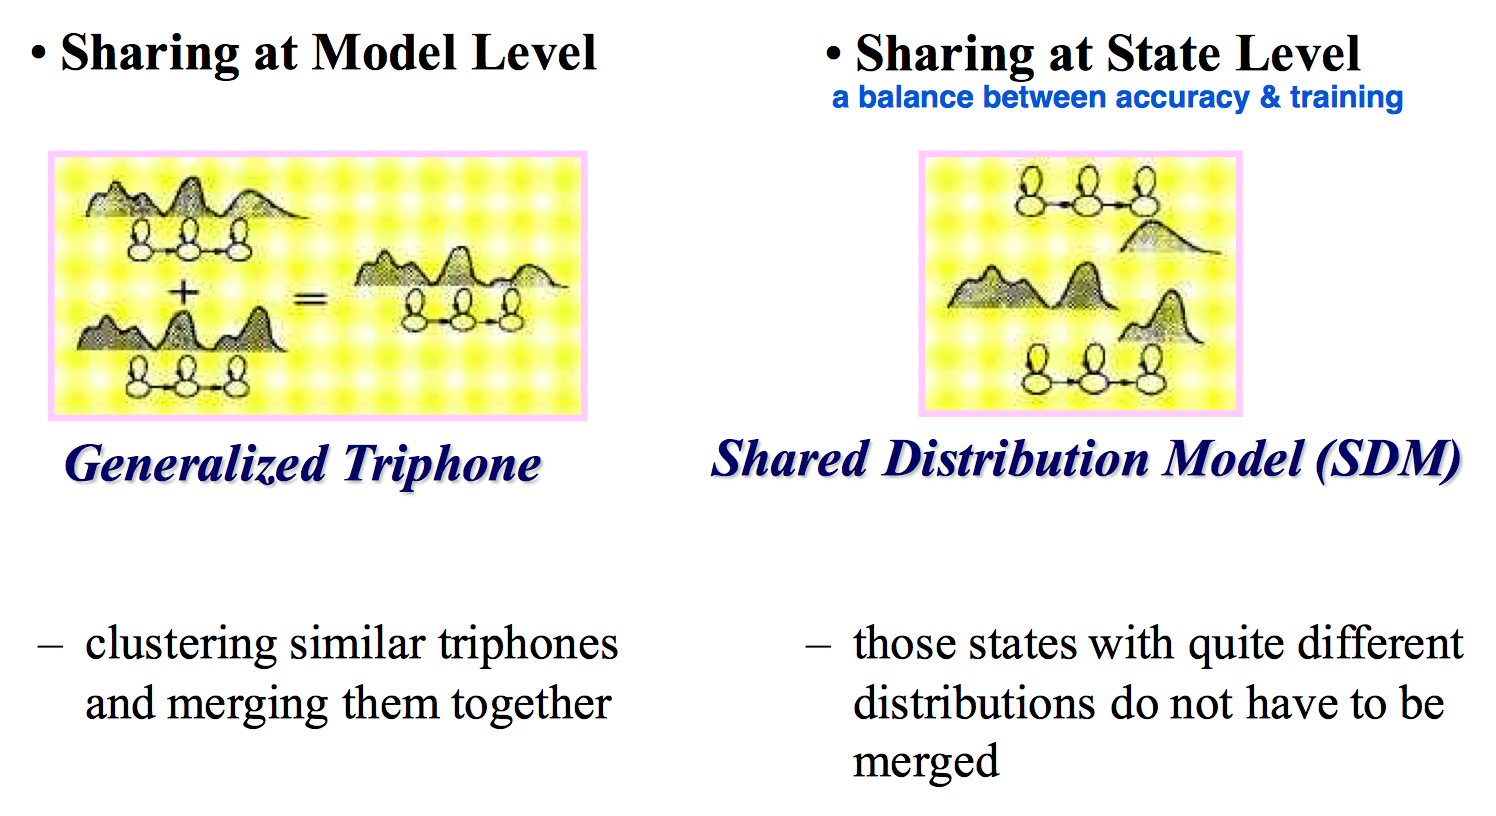 • Sharing at Model Level
+
=
Generalized Triphone
– clustering similar triphones
and merging them together
• Sharing at State Level
a balance between accuracy & training
Shared Distribution Model (SDM)
– those states with quite different
distributions do not have to be
merged